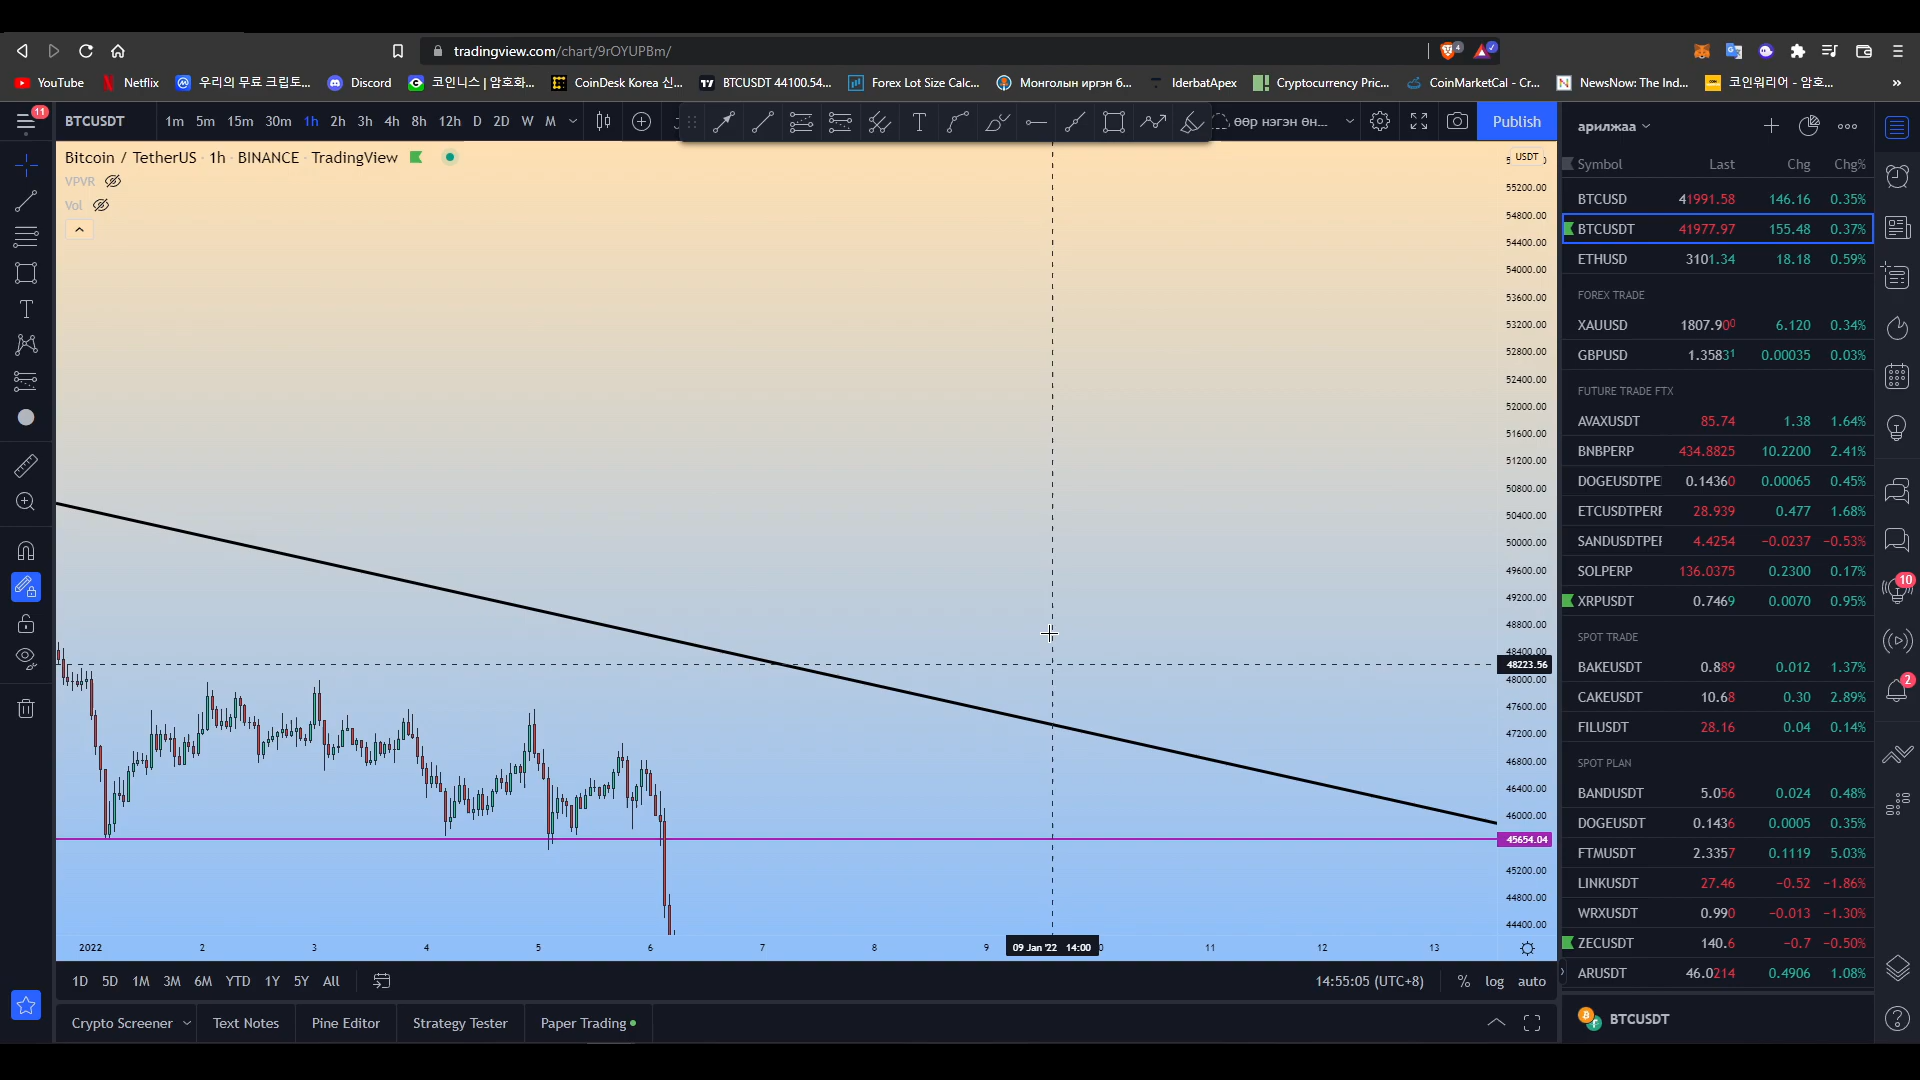 tradingview.com/chart/9rOYUPBm/
4
YouTube Netflix 우리의 무료 크립토... Discord 코인니스 | 암호화... CoinDesk Korea 신... BTCUSDT 44100.54... Forex Lot Size Calc... Монголын иргэн б... IderbatApex Cryptocurrency Pric... CoinMarketCal - Cr... NewsNow: The Ind... 코인워리어 - 암호...
11 BTCUSDT 1m 5m 15m 30m 1h 2h 3h 4h 8h 12h D 2D W M өөр нэгэн өн... Publish
Bitcoin / TetherUS · 1h · BINANCE · TradingView
VPVR
Vol
USDT
55200.00
54800.00
54400.00
54000.00
53600.00
53200.00
52800.00
52400.00
52000.00
51600.00
51200.00
50800.00
50400.00
50000.00
49600.00
49200.00
48800.00
48400.00
48223.56
48000.00
47600.00
47200.00
46800.00
46400.00
46000.00
45654.04
45200.00
44800.00
44400.00
2022 2 3 4 5 6 7 8 9 09 Jan '22 14:00 11 12 13
1D 5D 1M 3M 6M YTD 1Y 5Y All 14:55:05 (UTC+8) % log auto
Crypto Screener Text Notes Pine Editor Strategy Tester Paper Trading
арилжаа
Symbol Last Chg Chg%
BTCUSD 41991.58 146.16 0.35%
BTCUSDT 41977.97 155.48 0.37%
ETHUSD 3101.34 18.18 0.59%
FOREX TRADE
XAUUSD 1807.900 6.120 0.34%
GBPUSD 1.35831 0.00035 0.03%
FUTURE TRADE FTX
AVAXUSDT 85.74 1.38 1.64%
BNBPERP 434.8825 10.2200 2.41%
DOGEUSDTPE 0.14360 0.00065 0.45%
ETCUSDTPERF 28.939 0.477 1.68%
SANDUSDTPEF 4.4254 −0.0237 −0.53%
SOLPERP 136.0375 0.2300 0.17%
XRPUSDT 0.7469 0.0070 0.95%
SPOT TRADE
BAKEUSDT 0.889 0.012 1.37%
CAKEUSDT 10.68 0.30 2.89%
FILUSDT 28.16 0.04 0.14%
SPOT PLAN
BANDUSDT 5.056 0.024 0.48%
DOGEUSDT 0.1436 0.0005 0.35%
FTMUSDT 2.3357 0.1119 5.03%
LINKUSDT 27.46 −0.52 −1.86%
WRXUSDT 0.990 −0.013 −1.30%
ZECUSDT 140.6 −0.7 −0.50%
ARUSDT 46.0214 0.4906 1.08%
BTCUSDT
10
2